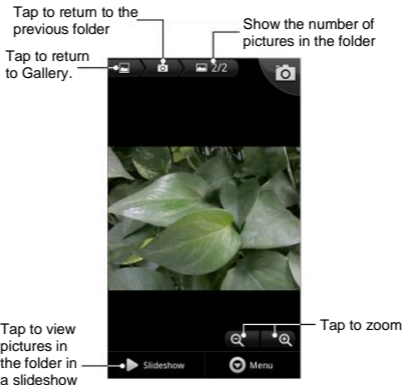 Tap to return to the
previous folder
Show the number of
pictures in the folder
Tap to return
to Gallery.
2/2
Tap to zoom
Tap to view
pictures in
the folder in
a slideshow
Slideshow
Menu